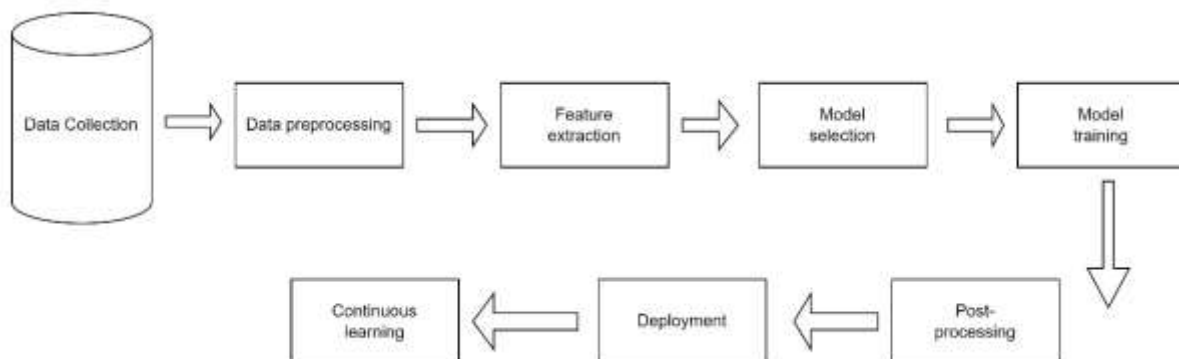 Data Collection
Data preprocessing
Feature
extraction
Model
selection
Model
training
Post-
processing
Deployment
Continuous
learning